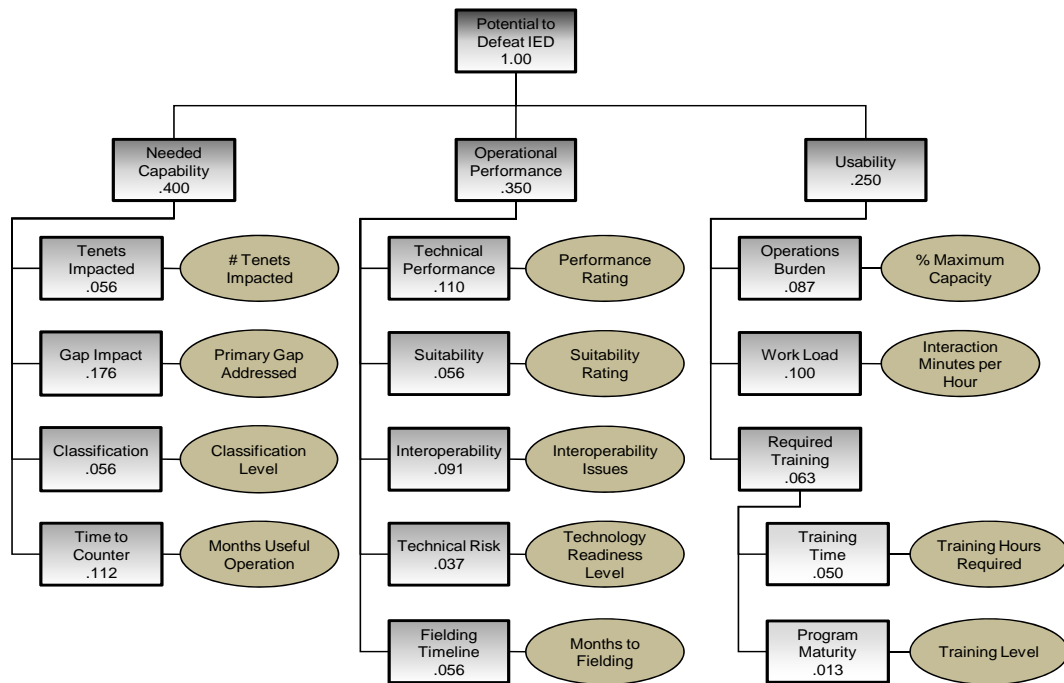 Potential to
Defeat IED
1.00
Needed
Capability
.400
Operational
Performance
.350
Usability
.250
Tenets
Impacted
.056
# Tenets
Impacted
Gap Impact
.176
Primary Gap
Addressed
Classification
.056
Classification
Level
Time to
Counter
.112
Months Useful
Operation
Technical
Performance
.110
Performance
Rating
Suitability
.056
Suitability
Rating
Interoperability
.091
Interoperability
Issues
Technical Risk
.037
Technology
Readiness
Level
Fielding
Timeline
.056
Months to
Fielding
Operations
Burden
.087
% Maximum
Capacity
Work Load
.100
Interaction
Minutes per
Hour
Required
Training
.063
Training
Time
.050
Training Hours
Required
Program
Maturity
.013
Training Level